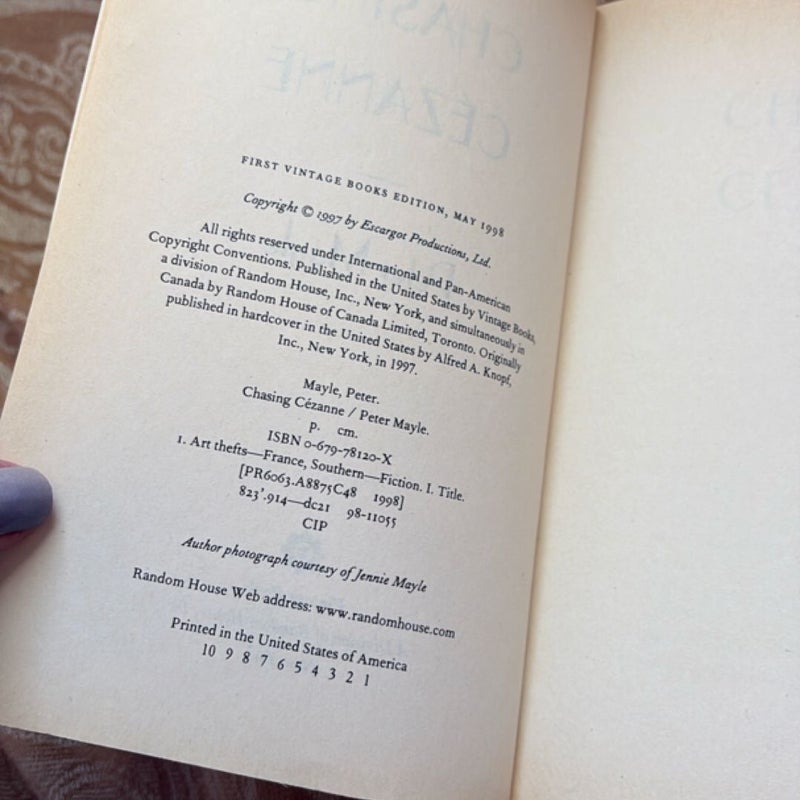 FIRST VINTAGE BOOKS EDITION, MAY 1998
Copyright © 1997 by Escargot Productions, Ltd.
All rights reserved under International and Pan-American
Copyright Conventions. Published in the United States by Vintage Books,
a division of Random House, Inc., New York, and simultaneously in
Canada by Random House of Canada Limited, Toronto. Originally
published in hardcover in the United States by Alfred A. Knopf,
Inc., New York, in 1997.
Mayle, Peter.
Chasing Cézanne / Peter Mayle.
p. cm.
ISBN 0-679-78120-X
1. Art thefts—France, Southern—Fiction. I. Title.
[PR6063.A8875C48 1998]
823'.914—dc21 98-11055
CIP
Author photograph courtesy of Jennie Mayle
Random House Web address: www.randomhouse.com
Printed in the United States of America
10 9 8 7 6 5 4 3 2 1